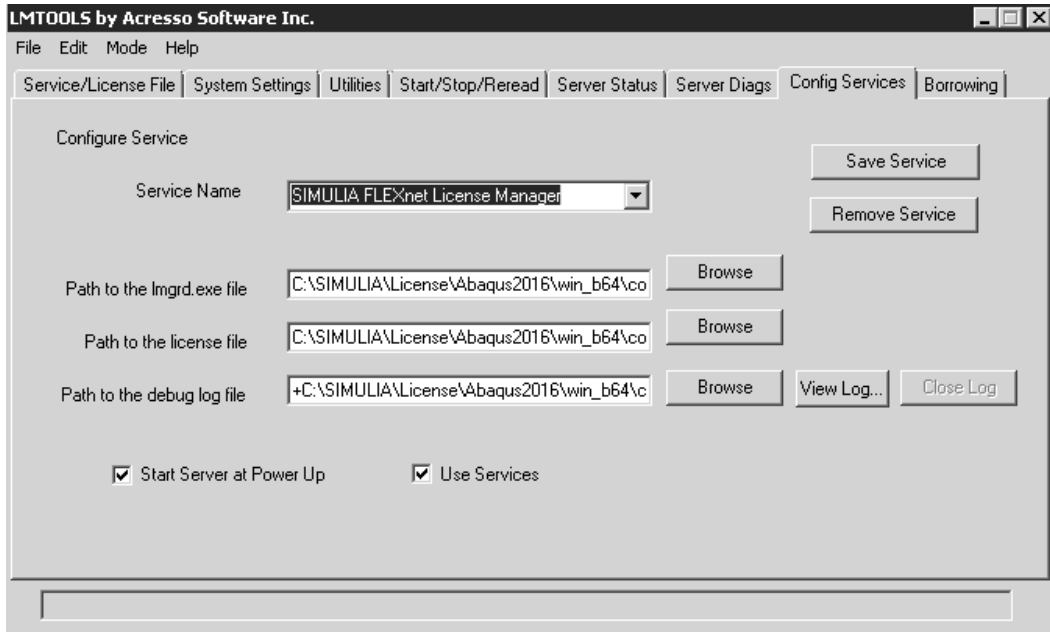 LMTOOLS by Acresso Software Inc.
File Edit Mode Help
Service/License File System Settings Utilities Start/Stop/Reread Server Status Server Diags Config Services Borrowing
Configure Service
Save Service
Service Name SIMULIA FLEXnet License Manager
Remove Service
Path to the lmgrd.exe file C:\SIMULIA\License\Abaqus2016\win_b64\co Browse
Path to the license file C:\SIMULIA\License\Abaqus2016\win_b64\co Browse
Path to the debug log file +C:\SIMULIA\License\Abaqus2016\win_b64\c Browse View Log... Close Log
Start Server at Power Up Use Services